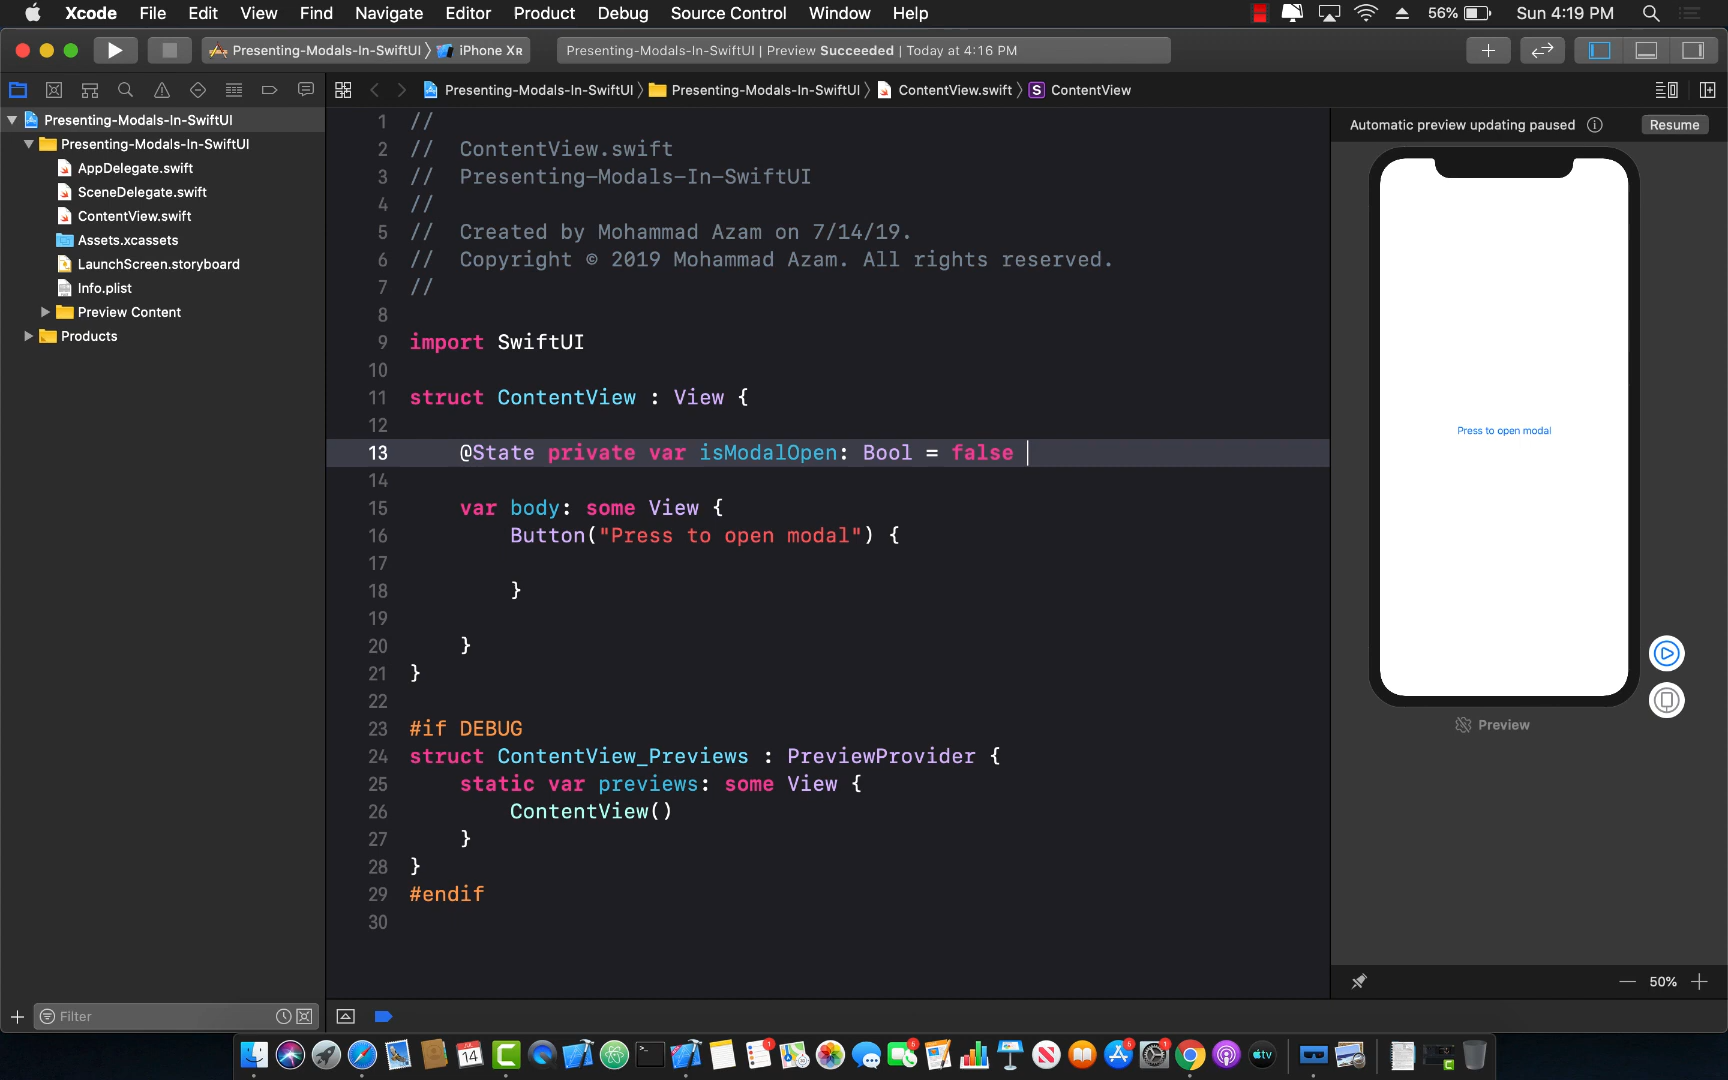 Xcode File Edit View Find Navigate Editor Product Debug Source Control Window Help 56% Sun 4:19 PM
Presenting-Modals-In-SwiftUI iPhone XR Presenting-Modals-In-SwiftUI | Preview Succeeded | Today at 4:16 PM
Presenting-Modals-In-SwiftUI Presenting-Modals-In-SwiftUI ContentView.swift S ContentView
Presenting-Modals-In-SwiftUI
Presenting-Modals-In-SwiftUI
AppDelegate.swift
SceneDelegate.swift
ContentView.swift
Assets.xcassets
LaunchScreen.storyboard
Info.plist
Preview Content
Products
Filter
1 //
2 // ContentView.swift
3 // Presenting-Modals-In-SwiftUI
4 //
5 // Created by Mohammad Azam on 7/14/19.
6 // Copyright © 2019 Mohammad Azam. All rights reserved.
7 //
8
9 import SwiftUI
10
11 struct ContentView : View {
12
13 @State private var isModalOpen: Bool = false
14
15 var body: some View {
16 Button("Press to open modal") {
17
18 }
19
20 }
21 }
22
23 #if DEBUG
24 struct ContentView_Previews : PreviewProvider {
25 static var previews: some View {
26 ContentView()
27 }
28 }
29 #endif
30
Automatic preview updating paused Resume
Press to open modal
Preview
50%
14 1 5 5 1 tv